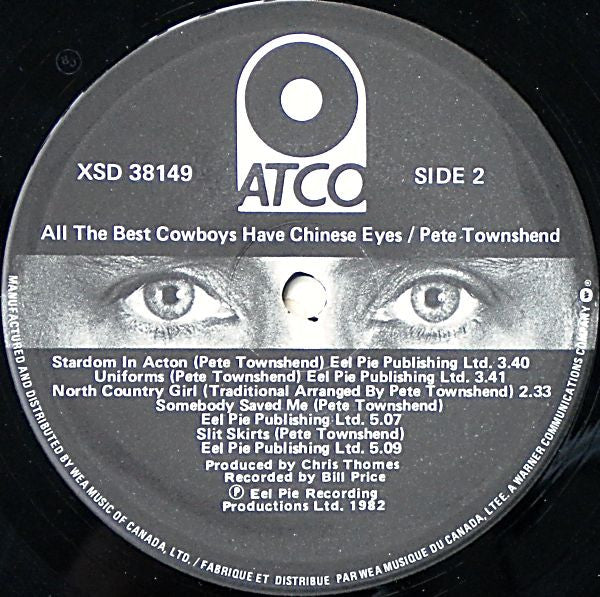 ATCO
XSD 38149
SIDE 2
All The Best Cowboys Have Chinese Eyes / Pete Townshend
Stardom In Acton (Pete Townshend) Eel Pie Publishing Ltd. 3.40
Uniforms (Pete Townshend) Eel Pie Publishing Ltd. 3.41
North Country Girl (Traditional Arranged By Pete Townshend) 2.33
Somebody Saved Me (Pete Townshend)
Eel Pie Publishing Ltd. 5.07
Slit Skirts (Pete Townshend)
Eel Pie Publishing Ltd. 5.09
Produced by Chris Thomes
Recorded by Bill Price
Ⓟ Eel Pie Recording
Productions Ltd. 1982
MANUFACTURED AND DISTRIBUTED BY WEA MUSIC OF CANADA, LTD. / FABRIQUE ET DISTRIBUE PAR WEA MUSIQUE DU CANADA, LTEE. A WARNER COMMUNICATIONS COMPANY ®